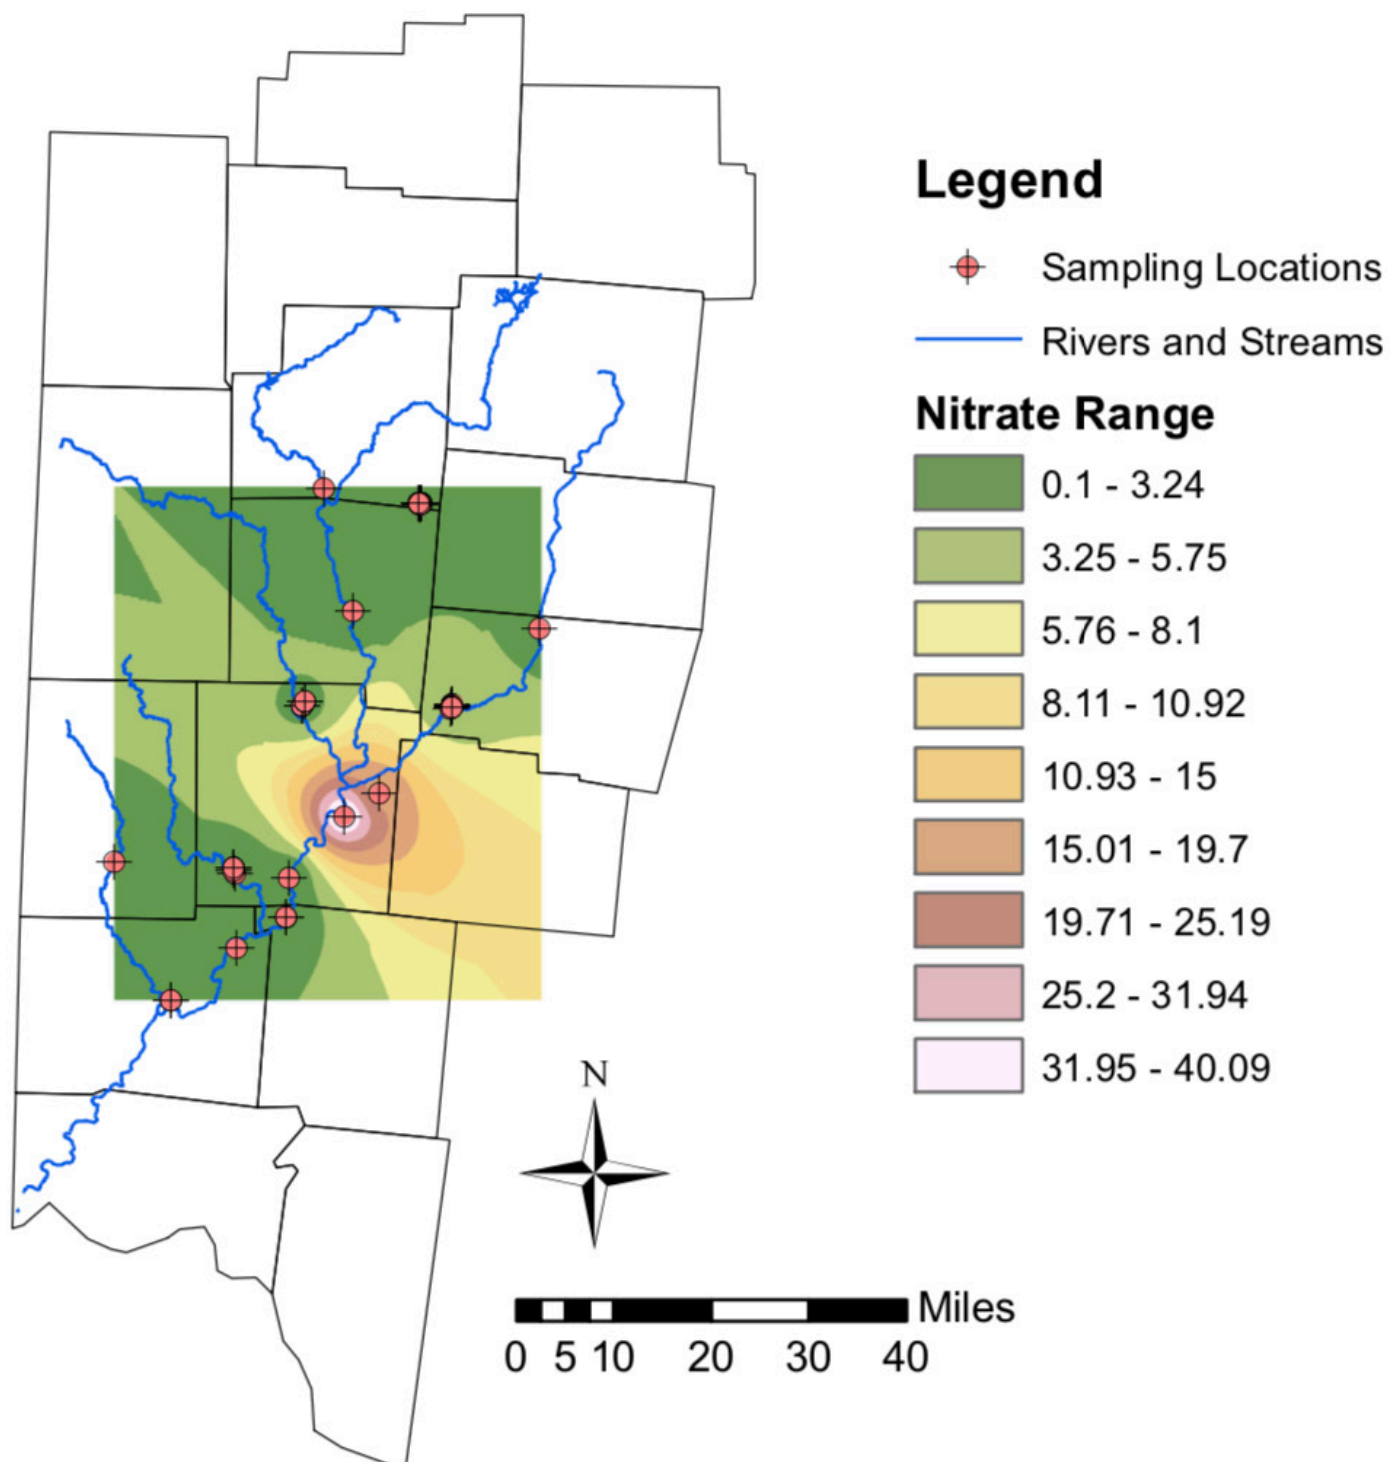 Legend
Sampling Locations
Rivers and Streams
Nitrate Range
0.1 - 3.24
3.25 - 5.75
5.76 - 8.1
8.11 - 10.92
10.93 - 15
15.01 - 19.7
19.71 - 25.19
25.2 - 31.94
31.95 - 40.09
N
Miles
0 5 10 20 30 40